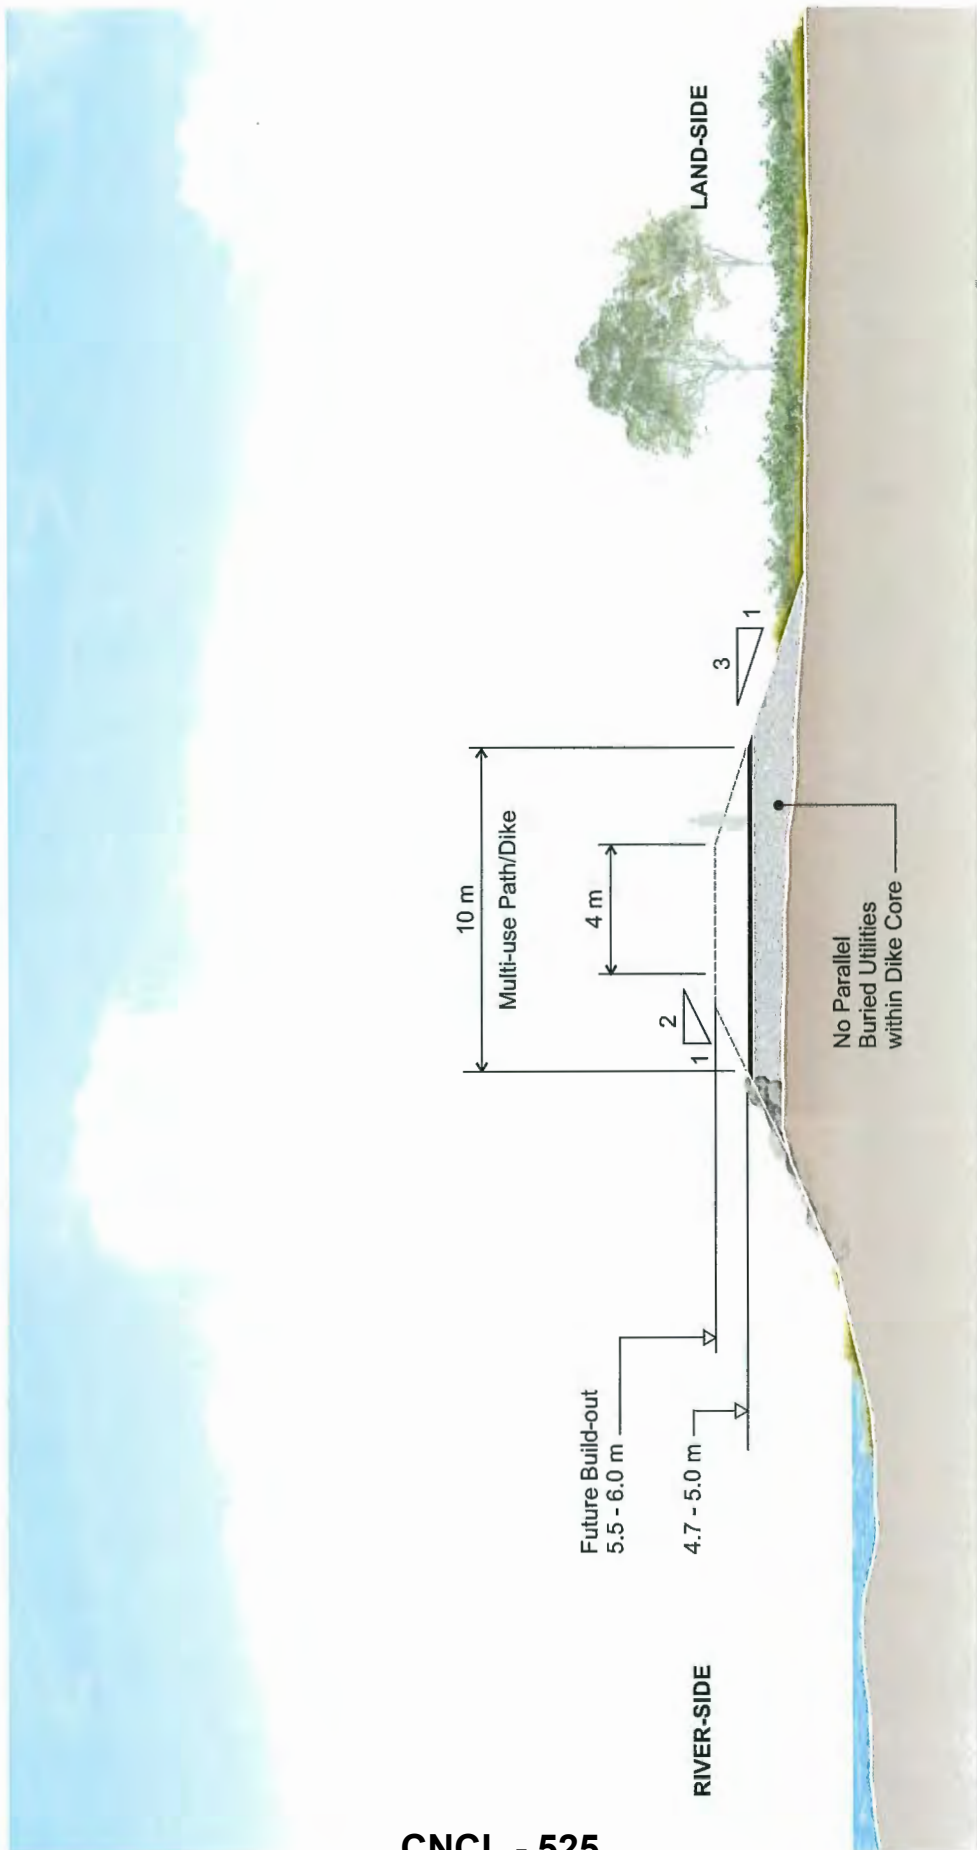 10 m
Multi-use Path/Dike
4 m
2
1
3
1
Future Build-out
5.5 - 6.0 m
4.7 - 5.0 m
RIVER-SIDE
LAND-SIDE
No Parallel
Buried Utilities
within Dike Core
CNCL - 525